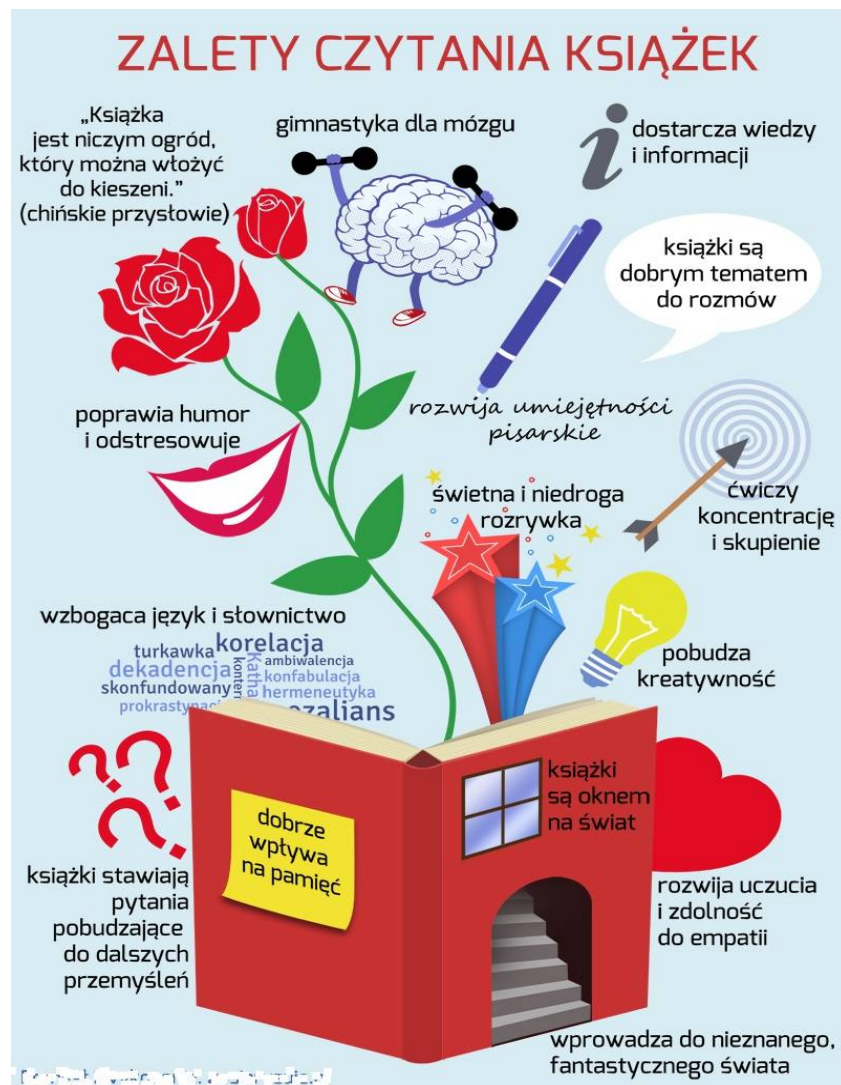 ZALETY CZYTANIA KSIĄŻEK
„Książka
jest niczym ogród,
który można włożyć
do kieszeni.”
(chińskie przysłowie)
gimnastyka dla mózgu
dostarcza wiedzy
i informacji
książki są
dobrym tematem
do rozmów
poprawia humor
i odstresowuje
rozwija umiejętności
pisarskie
świetna i niedroga
rozrywka
ćwiczy
koncentrację
i skupienie
wzbogaca język i słownictwo
turkawka
korelacja
dekadencja
ambiwalencja
konfabulacja
skonfundowany
hermeneutyka
pobudza
kreatywność
książki
są oknem
na świat
dobrze
wpływa
na pamięć
książki stawiają
pytania
pobudzające
do dalszych
przemyśleń
rozwija uczucia
i zdolność
do empatii
wprowadza do nieznanego,
fantastycznego świata